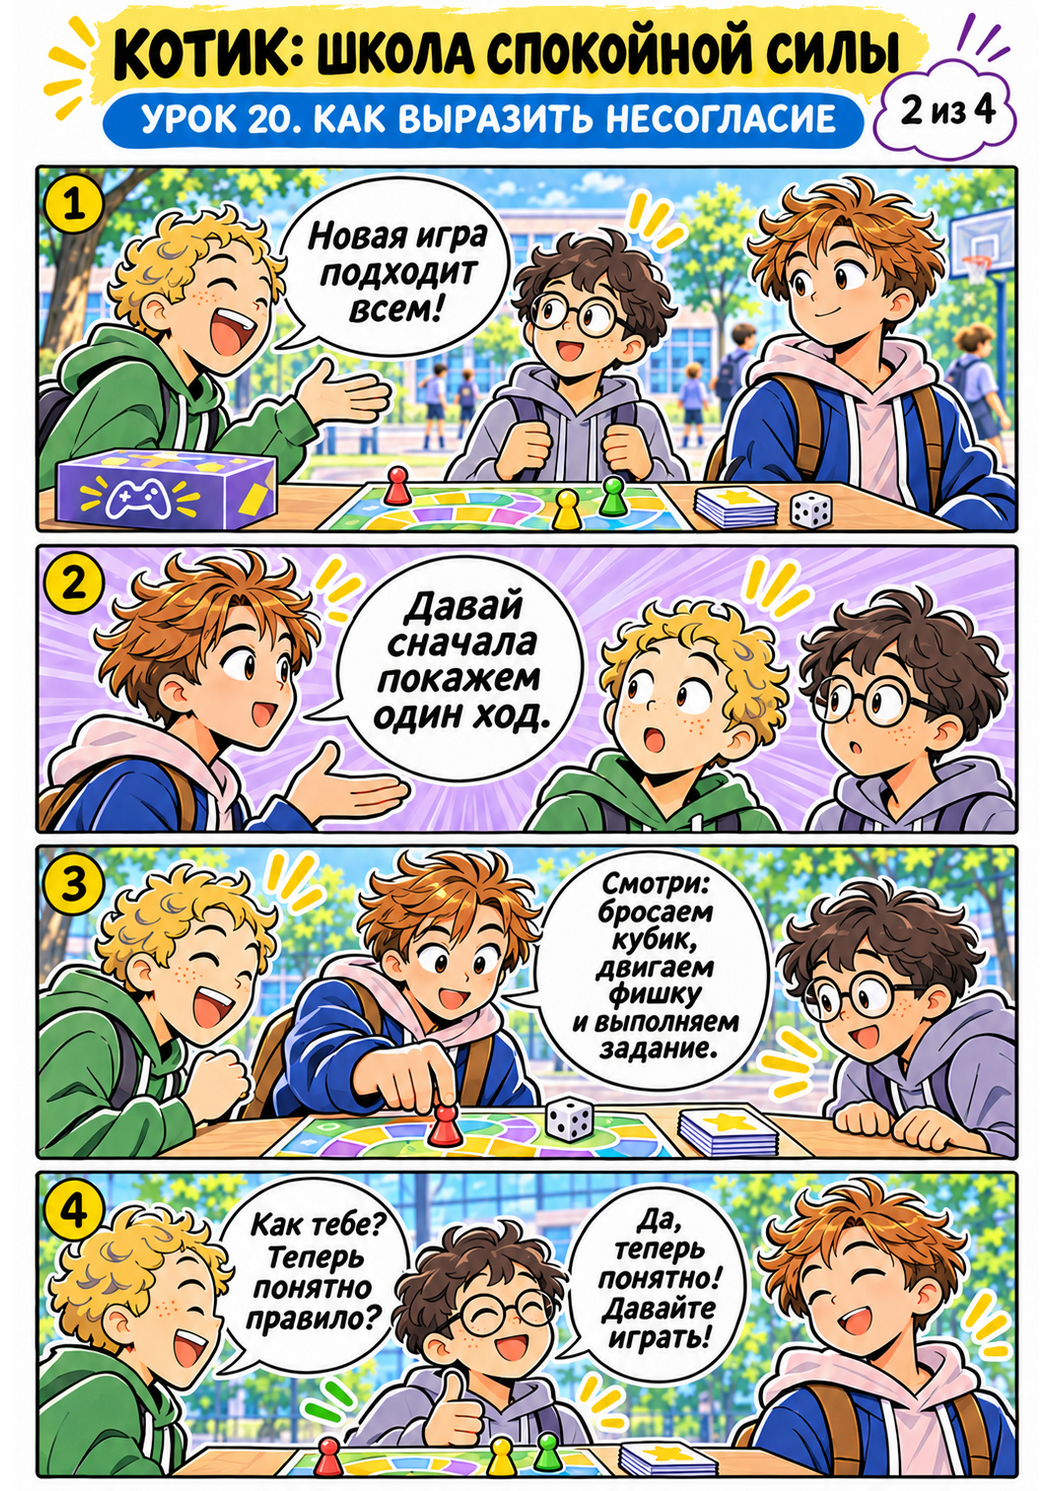 КОТИК: ШКОЛА СПОКОЙНОЙ СИЛЫ
УРОК 20. КАК ВЫРАЗИТЬ НЕСОГЛАСИЕ
2 из 4
1
Новая игра
подходит
всем!
2
Давай
сначала
покажем
один ход.
3
Смотри:
бросаем
кубик,
двигаем
фишку
и выполняем
задание.
4
Как тебе?
Теперь
понятно
правило?
Да,
теперь
понятно!
Давайте
играть!